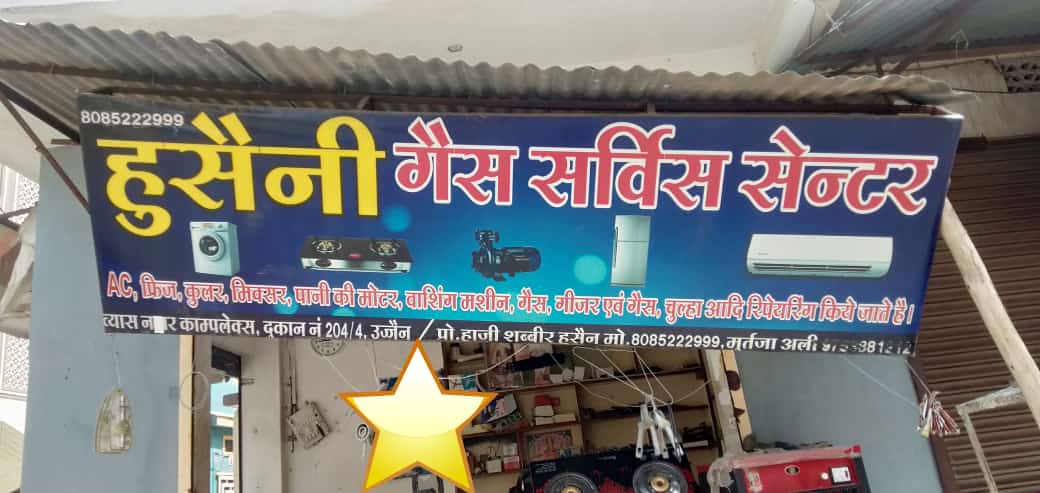 8085222999
हुसैनी गैस सर्विस सेन्टर
AC, फ्रिज, कुलर, मिक्सर, पानी की मोटर, वाशिंग मशीन, गैस, गीजर एवं गैस, चुल्हा आदि रिपेयरिंग किये जाते है।
काम्पलेक्स, दुकान नं 204/4, उज्जैन / प्रो. हाजी शब्बीर हुसैन मो. 8085222999, मुर्तजा अली